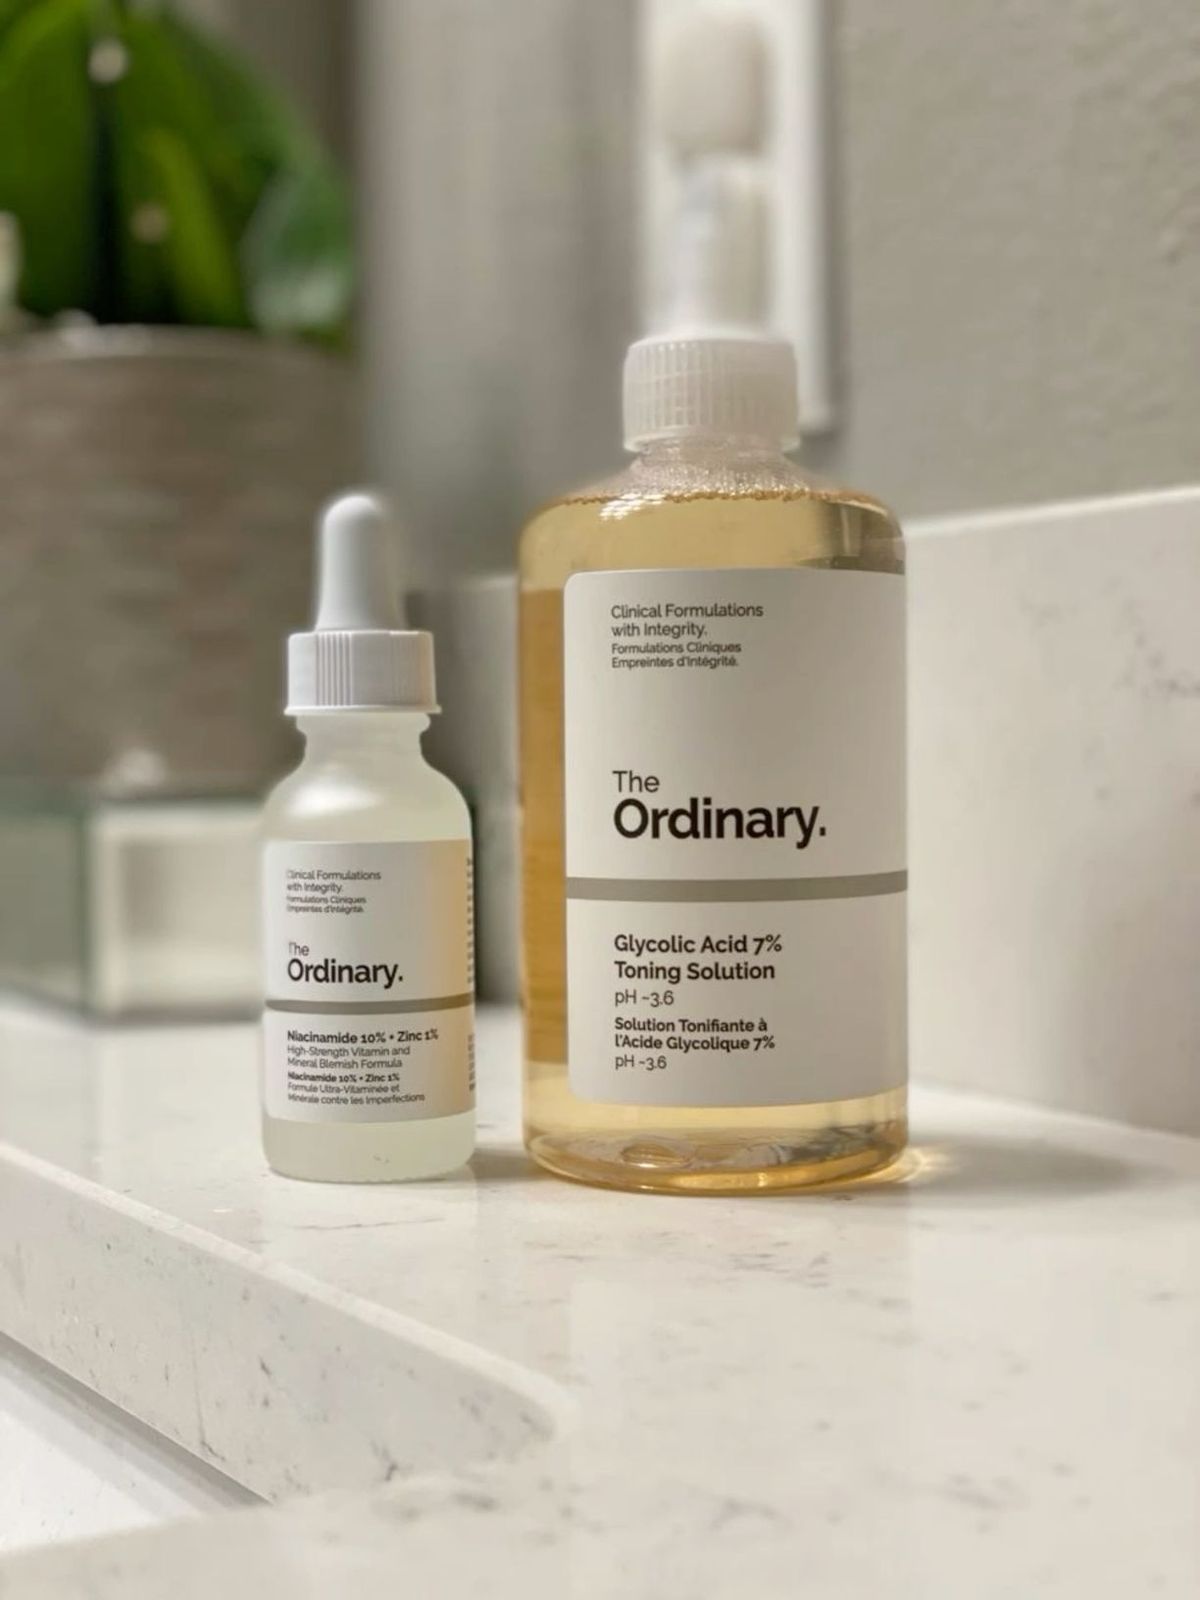 Clinical Formulations
with Integrity.
Formulations Cliniques
Empreintes d'Intégrité.
The
Ordinary.
Niacinamide 10% + Zinc 1%
High-Strength Vitamin and
Mineral Blemish Formula
Niacinamide 10% + Zinc 1%
Formule Ultra-Vitaminée et
Minérale contre les Imperfections
Clinical Formulations
with Integrity.
Formulations Cliniques
Empreintes d'Intégrité.
The
Ordinary.
Glycolic Acid 7%
Toning Solution
pH ~3.6
Solution Tonifiante à
l'Acide Glycolique 7%
pH ~3.6